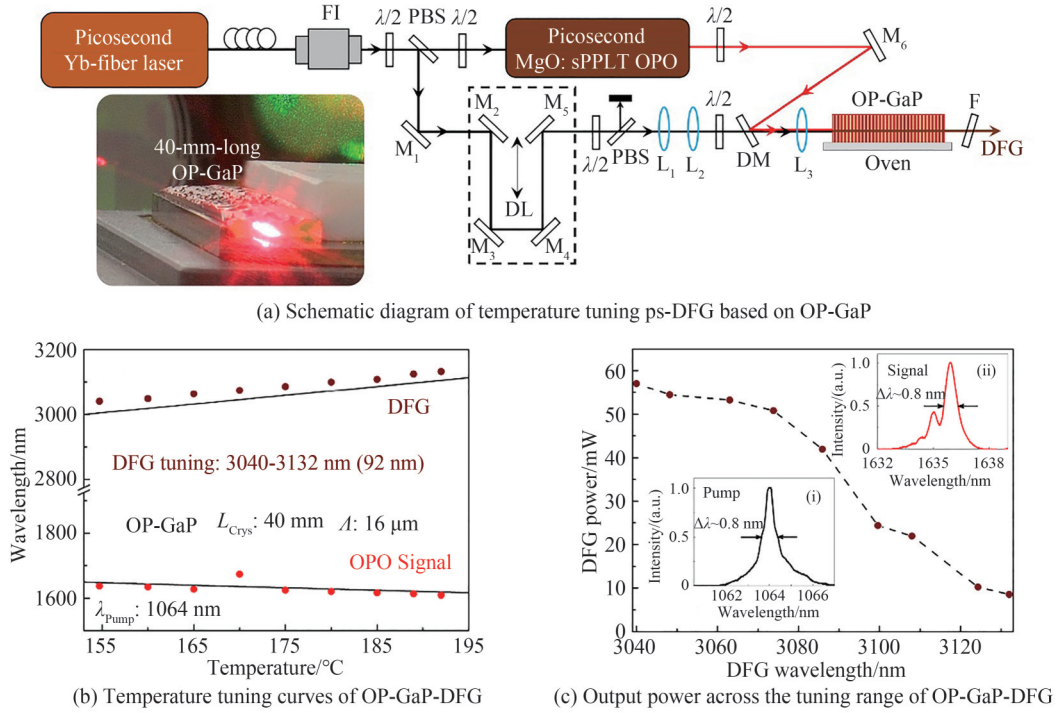 Picosecond
Yb-fiber laser
FI
λ/2
PBS
λ/2
Picosecond
MgO: sPPLT OPO
λ/2
M6
M1
M2
M5
M3
M4
DL
λ/2
PBS
L1
L2
λ/2
DM
L3
OP-GaP
Oven
F
DFG
40-mm-long
OP-GaP
(a) Schematic diagram of temperature tuning ps-DFG based on OP-GaP
Wavelength/nm
3200
3000
2800
1800
1600
DFG
DFG tuning: 3040-3132 nm (92 nm)
OP-GaP LCrys: 40 mm Λ: 16 μm
OPO Signal
λPump: 1064 nm
155 165 175 185 195
Temperature/°C
(b) Temperature tuning curves of OP-GaP-DFG
DFG power/mW
60
50
40
30
20
10
0
3040 3060 3080 3100 3120
DFG wavelength/nm
Signal
(ii)
Δλ~0.8 nm
Intensity/(a.u.)
1.0
0.5
0
1632 1635 1638
Wavelength/nm
Pump
(i)
Δλ~0.8 nm
Intensity/(a.u.)
1.0
0.5
0
1062 1064 1066
Wavelength/nm
(c) Output power across the tuning range of OP-GaP-DFG